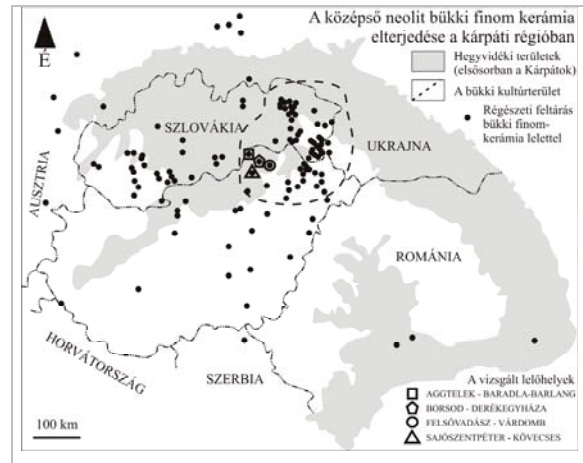 A középső neolit bükki finom kerámia
elterjedése a kárpáti régióban
É
Hegyvidéki területek
(elsősorban a Kárpátok)
A bükki kultúrterület
Régészeti feltárás
bükki finom-
kerámia lelettel
SZLOVÁKIA
UKRAJNA
AUSZTRIA
ROMÁNIA
HORVÁTORSZÁG
SZERBIA
A vizsgált lelőhelyek
AGGTELEK - BARADLA-BARLANG
BORSOD - DERÉKEGYHÁZA
FELSŐVADÁSZ - VÁRDOMB
SAJÓSZENTPÉTER - KÖVECSES
100 km